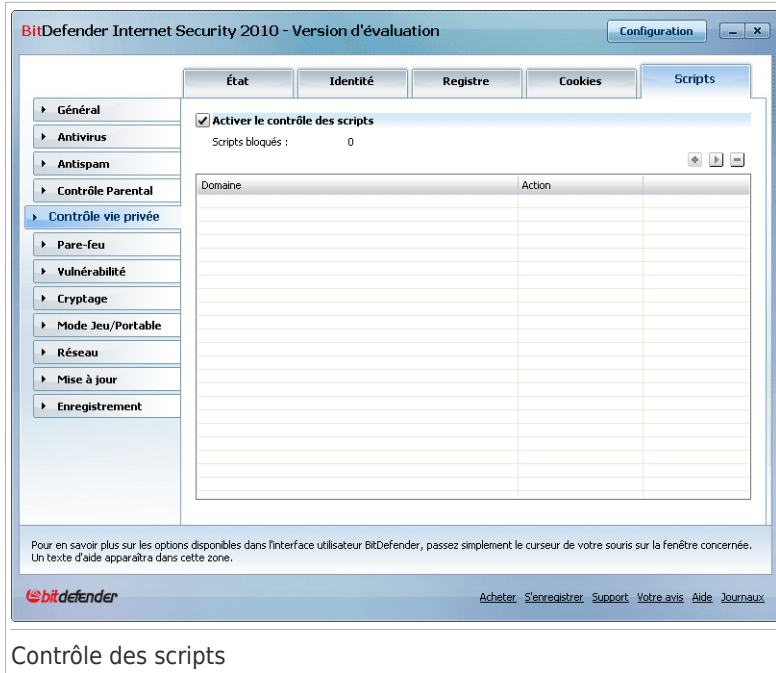 BitDefender Internet Security 2010 - Version d'évaluation
Configuration
État
Identité
Registre
Cookies
Scripts
Général
Antivirus
Antispam
Contrôle Parental
Contrôle vie privée
Pare-feu
Vulnérabilité
Cryptage
Mode Jeu/Portable
Réseau
Mise à jour
Enregistrement
Activer le contrôle des scripts
Scripts bloqués : 0
Domaine Action
Pour en savoir plus sur les options disponibles dans l'interface utilisateur BitDefender, passez simplement le curseur de votre souris sur la fenêtre concernée.
Un texte d'aide apparaîtra dans cette zone.
bitdefender
Acheter S'enregistrer Support Votre avis Aide Journaux
Contrôle des scripts